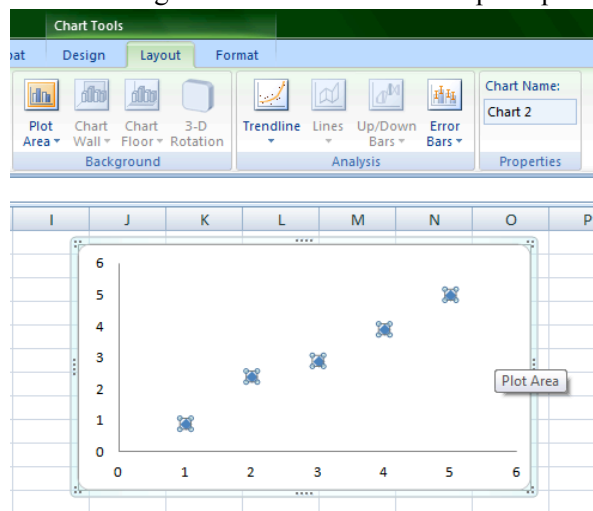 Chart Tools
at Design Layout Format
Plot Area Chart Wall Chart Floor 3-D Rotation Trendline Lines Up/Down Bars Error Bars
Chart Name:
Chart 2
Background Analysis Properties
I J K L M N O P
6
5
4
3
2
1
0
Plot Area
0 1 2 3 4 5 6